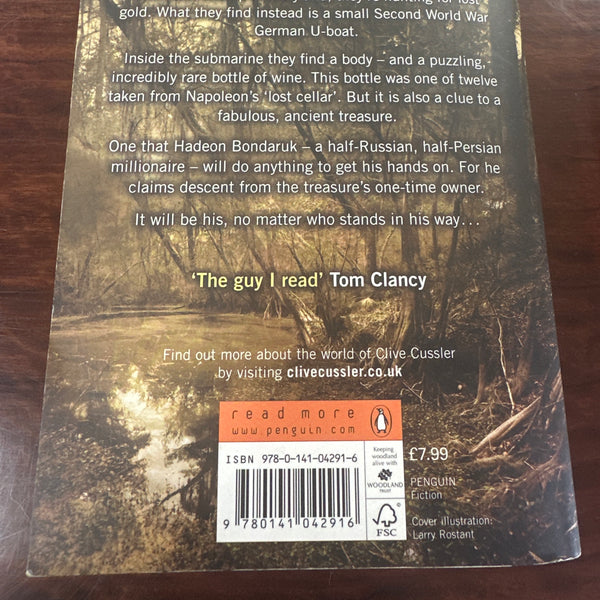 gold. What they find instead is a small Second World War
German U-boat.
Inside the submarine they find a body – and a puzzling,
incredibly rare bottle of wine. This bottle was one of twelve
taken from Napoleon's 'lost cellar'. But it is also a clue to a
fabulous, ancient treasure.
One that Hadeon Bondaruk – a half-Russian, half-Persian
millionaire – will do anything to get his hands on. For he
claims descent from the treasure's one-time owner.
It will be his, no matter who stands in his way…
'The guy I read' Tom Clancy
Find out more about the world of Clive Cussler
by visiting clivecussler.co.uk
read more
www.penguin.com
ISBN 978-0-141-04291-6
9 780141 042916
Keeping
woodland
alive with
WOODLAND
TRUST
FSC
£7.99
PENGUIN
Fiction
Cover illustration:
Larry Rostant